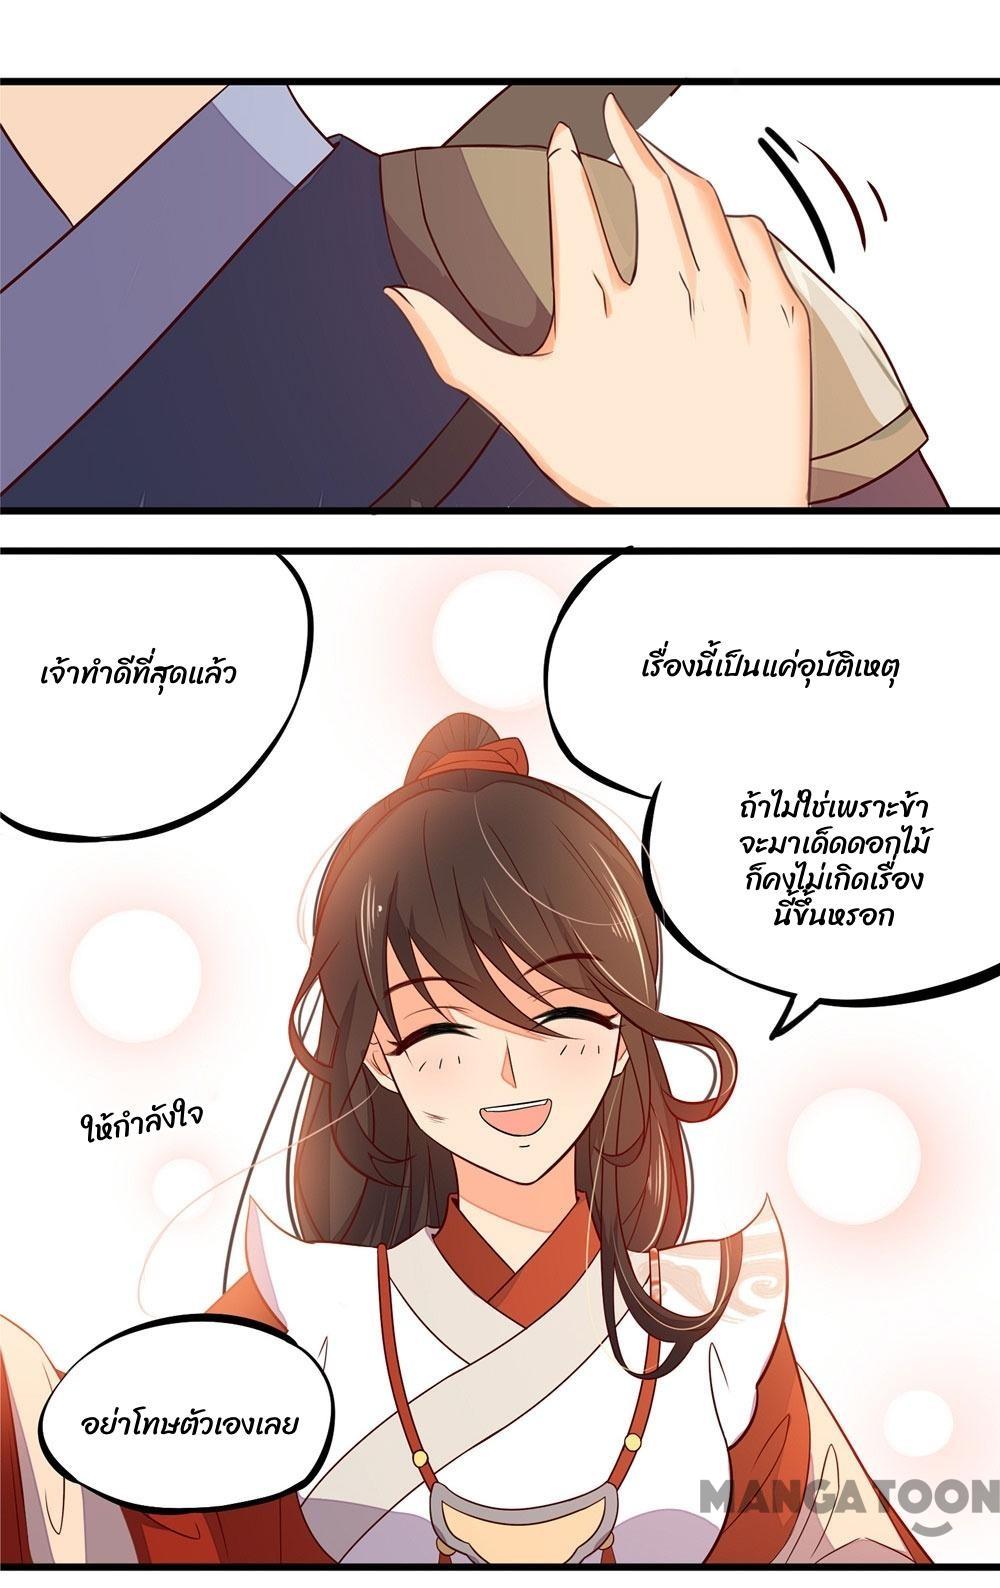 เจ้าทำดีที่สุดแล้ว
เรื่องนี้เป็นแค่อุบัติเหตุ
ถ้าไม่ใช่เพราะข้า
จะมาเด็ดดอกไม้
ก็คงไม่เกิดเรื่อง
นี้ขึ้นหรอก
ให้กำลังใจ
อย่าโทษตัวเองเลย
MANGATOON